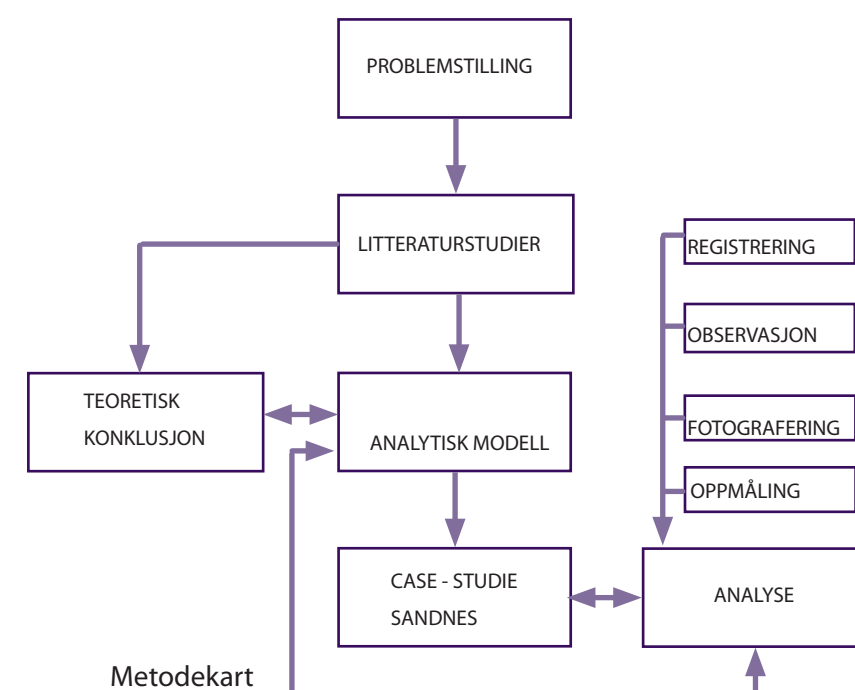 PROBLEMSTILLING
LITTERATURSTUDIER
REGISTRERING
OBSERVASJON
TEORETISK
KONKLUSJON
ANALYTISK MODELL
FOTOGRAFERING
OPPMÅLING
CASE - STUDIE
SANDNES
ANALYSE
Metodekart